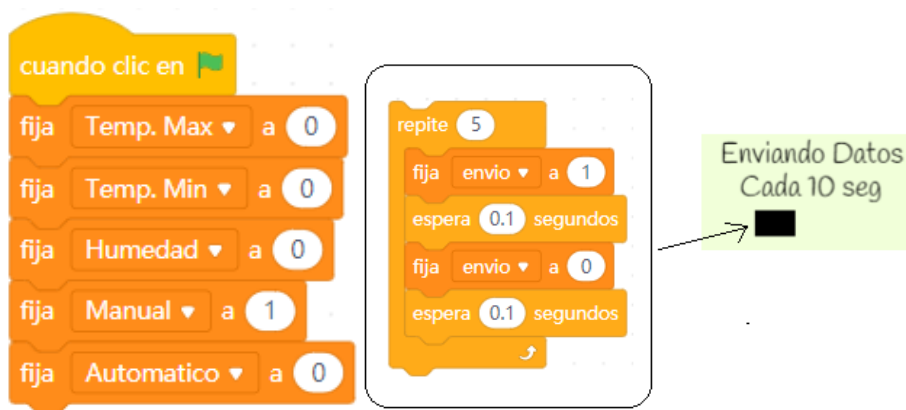 cuando clic en
fija Temp. Max a 0
fija Temp. Min a 0
fija Humedad a 0
fija Manual a 1
fija Automatico a 0
repite 5
fija envio a 1
espera 0.1 segundos
fija envio a 0
espera 0.1 segundos
Enviando Datos
Cada 10 seg